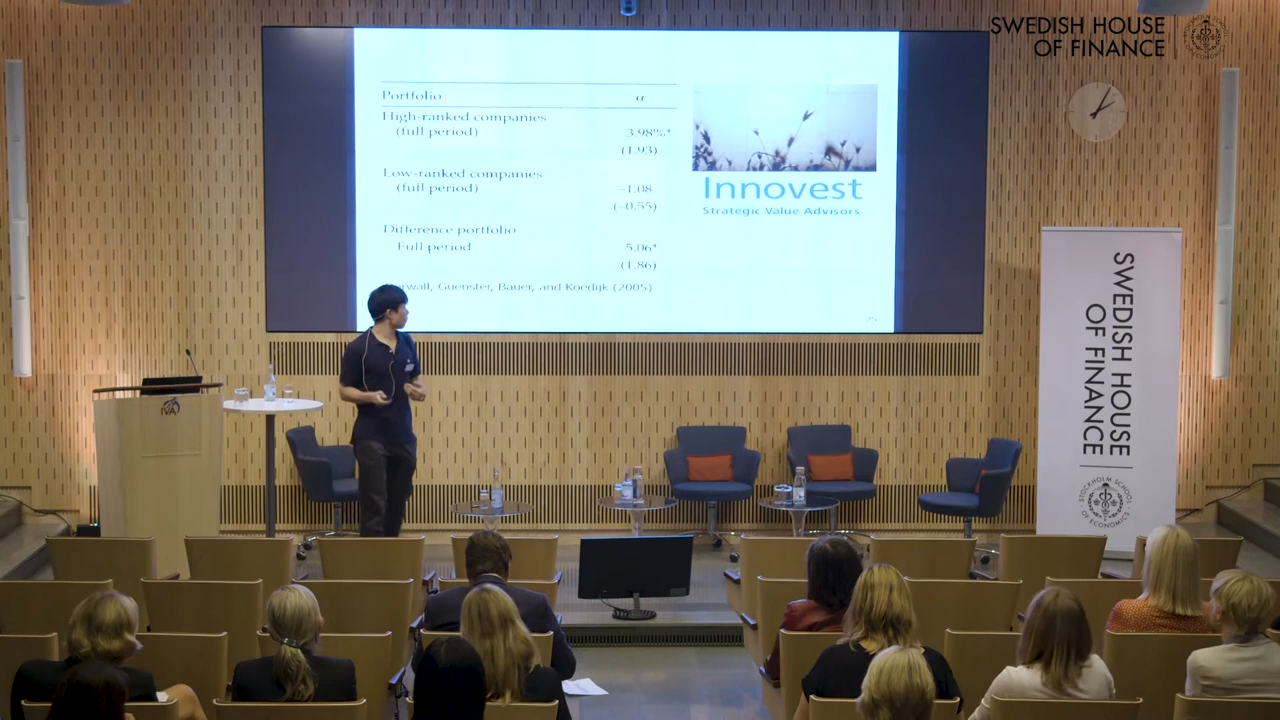 SWEDISH HOUSE
OF FINANCE
Portfolio α
High-ranked companies
(full period) 3.98%*
(1.93)
Low-ranked companies
(full period) –1.08
(–0.55)
Difference portfolio
Full period 5.06*
(1.86)
Guenster, Bauer, and Koedijk (2005)
Innovest
Strategic Value Advisors
25
IVA
SWEDISH HOUSE
OF FINANCE
STOCKHOLM SCHOOL
OF ECONOMICS